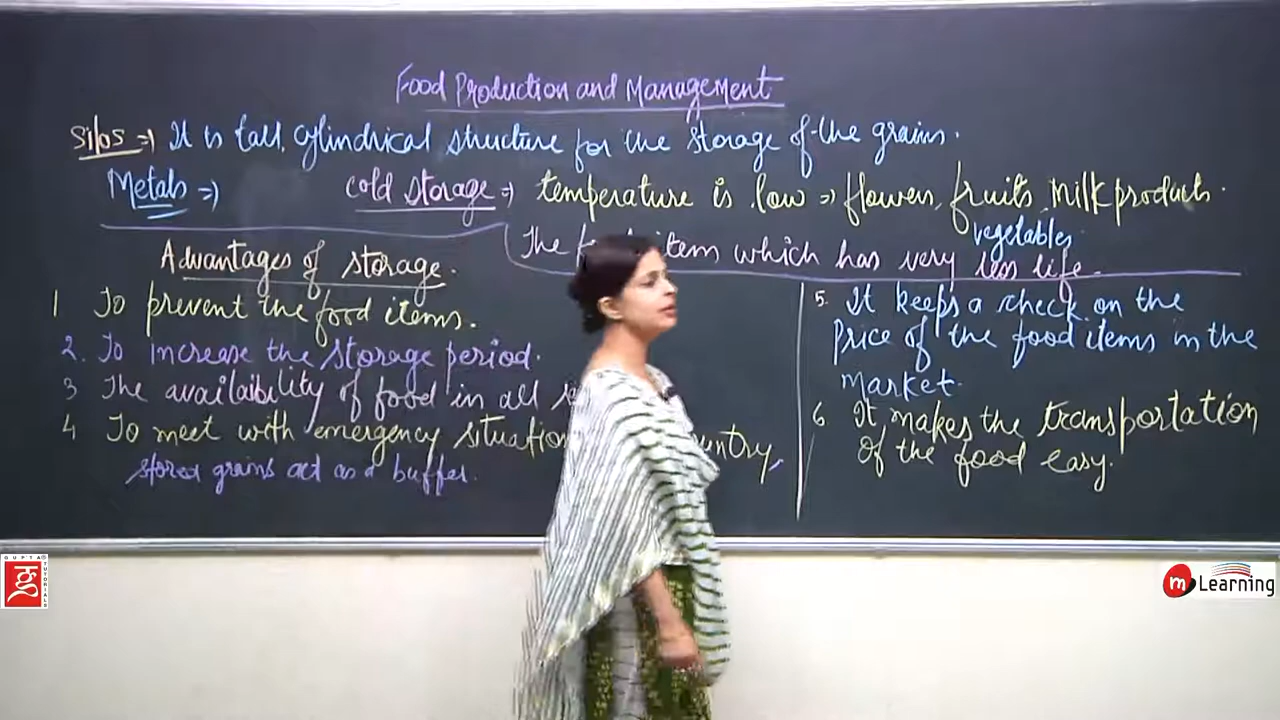 Food Production and Management
Silos => It is tall, cylindrical structure for the storage of the grains.
Metals => cold storage => temperature is low => flowers, fruits, Milk products.
vegetables
The item which has very less life.
Advantages of storage.
1 To prevent the food items.
2. To increase the storage period.
3 The availability of food in all
4 To meet with emergency situation
stored grains act as a buffer.
5. It keeps a check on the
Price of the food items in the
market.
6. It makes the transportation
Of the food easy.
GUPTA TUTORIALS
m Learning